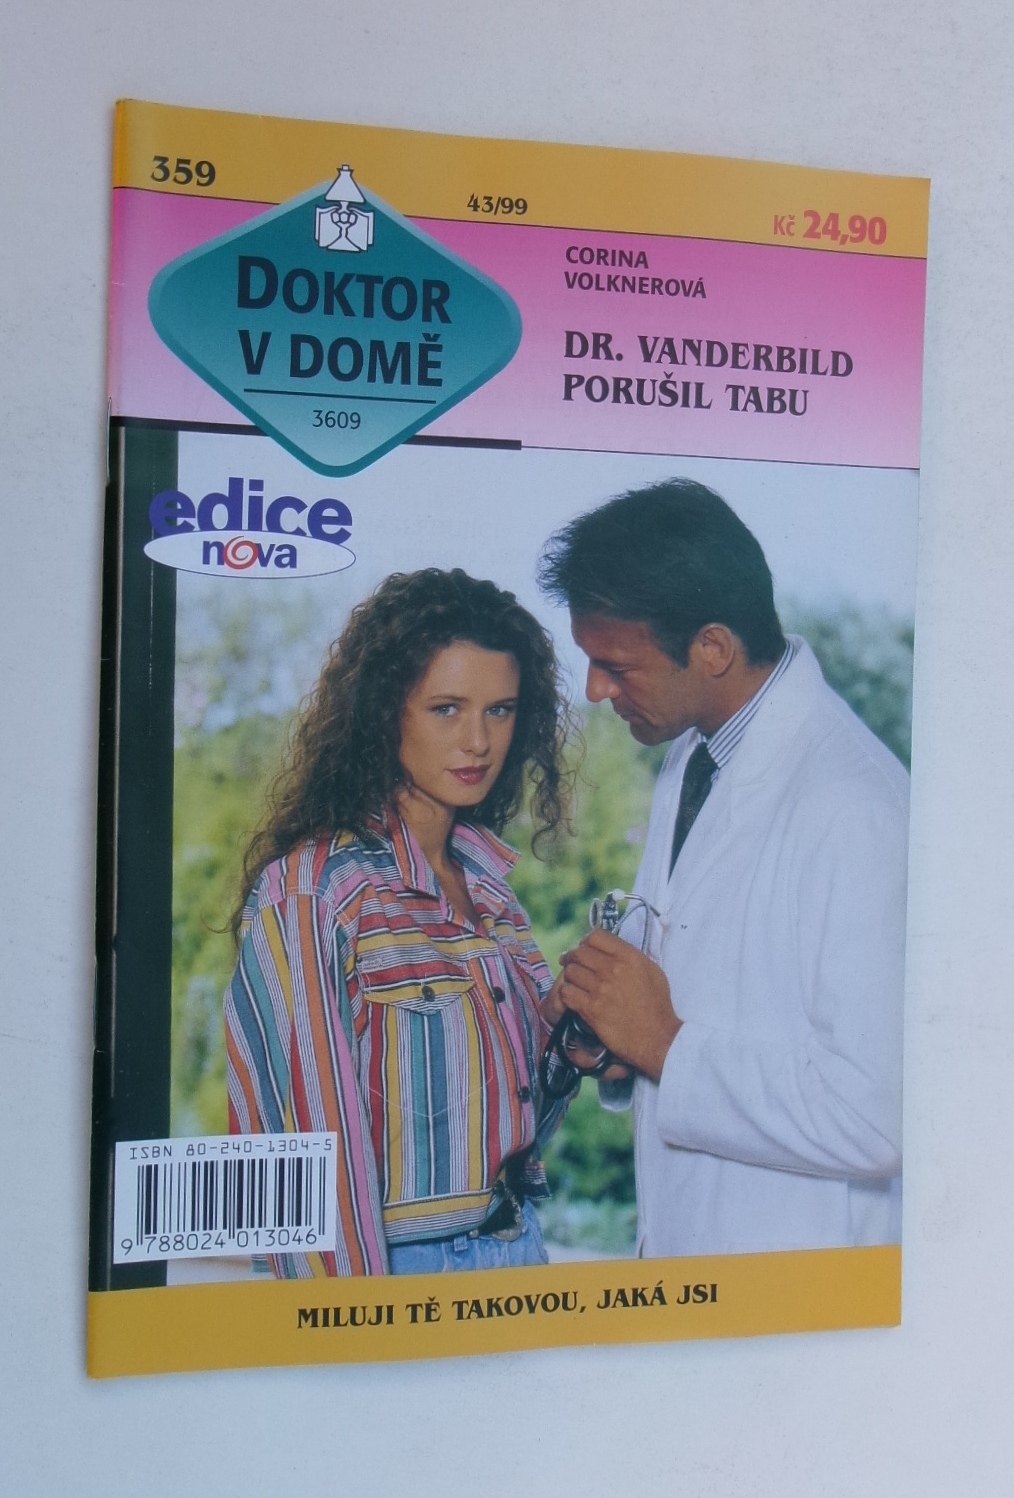 359
43/99
Kč 24,90
DOKTOR
V DOMĚ
3609
CORINA
VOLKNEROVÁ
DR. VANDERBILD
PORUŠIL TABU
edice
nova
ISBN 80-240-1304-5
9 788024 013046
MILUJI TĚ TAKOVOU, JAKÁ JSI